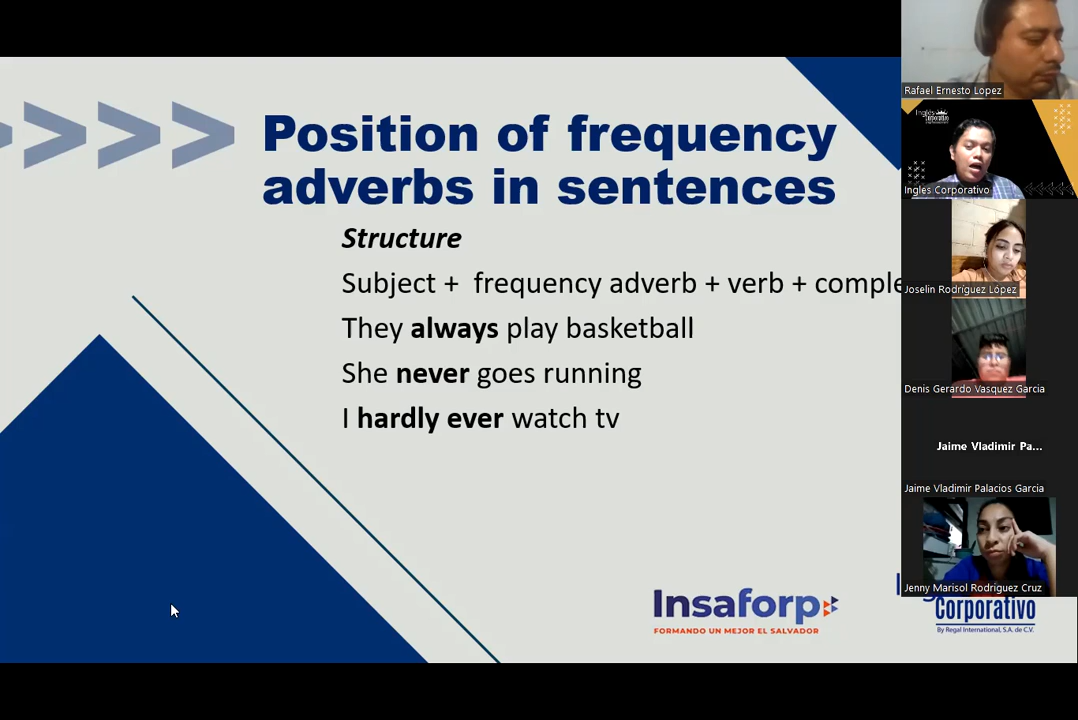 Position of frequency
adverbs in sentences
Structure
Subject + frequency adverb + verb + comple
They always play basketball
She never goes running
I hardly ever watch tv
Insaforp
FORMANDO UN MEJOR EL SALVADOR
Corporativo
By Regal International, S.A. de C.V.
Rafael Ernesto Lopez
Inglés
Corporativo
Ingles Corporativo
Joselin Rodríguez López
Denis Gerardo Vasquez Garcia
Jaime Vladimir Pa...
Jaime Vladimir Palacios Garcia
Jenny Marisol Rodriguez Cruz